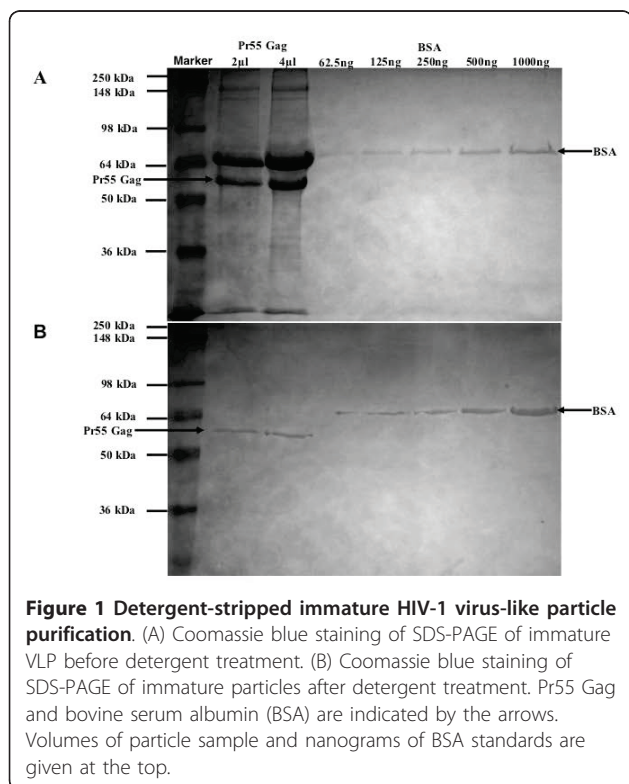 Pr55 Gag BSA
Marker 2µl 4µl 62.5ng 125ng 250ng 500ng 1000ng
A
250 kDa
148 kDa
98 kDa
BSA
64 kDa
Pr55 Gag
50 kDa
36 kDa
B
250 kDa
148 kDa
98 kDa
64 kDa
BSA
Pr55 Gag
50 kDa
36 kDa
Figure 1 Detergent-stripped immature HIV-1 virus-like particle
purification. (A) Coomassie blue staining of SDS-PAGE of immature
VLP before detergent treatment. (B) Coomassie blue staining of
SDS-PAGE of immature particles after detergent treatment. Pr55 Gag
and bovine serum albumin (BSA) are indicated by the arrows.
Volumes of particle sample and nanograms of BSA standards are
given at the top.